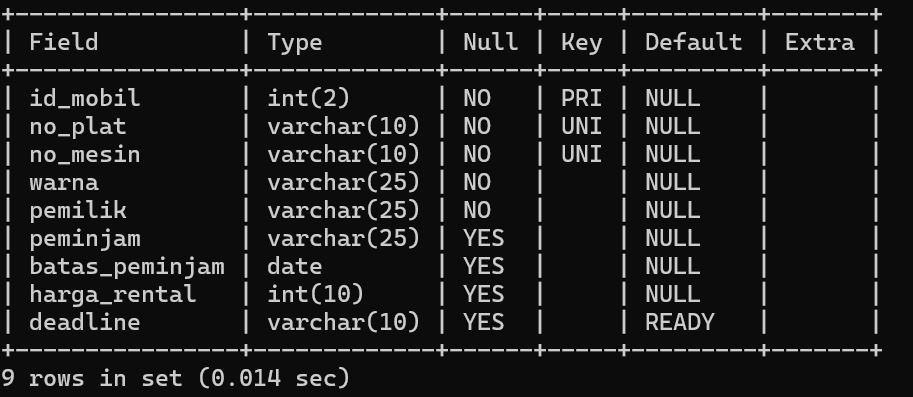 +----------------+-------------+------+-----+---------+-------+
| Field          | Type        | Null | Key | Default | Extra |
+----------------+-------------+------+-----+---------+-------+
| id_mobil       | int(2)      | NO   | PRI | NULL    |       |
| no_plat        | varchar(10) | NO   | UNI | NULL    |       |
| no_mesin       | varchar(10) | NO   | UNI | NULL    |       |
| warna          | varchar(25) | NO   |     | NULL    |       |
| pemilik        | varchar(25) | NO   |     | NULL    |       |
| peminjam       | varchar(25) | YES  |     | NULL    |       |
| batas_peminjam | date        | YES  |     | NULL    |       |
| harga_rental   | int(10)     | YES  |     | NULL    |       |
| deadline       | varchar(10) | YES  |     | READY   |       |
+----------------+-------------+------+-----+---------+-------+
9 rows in set (0.014 sec)